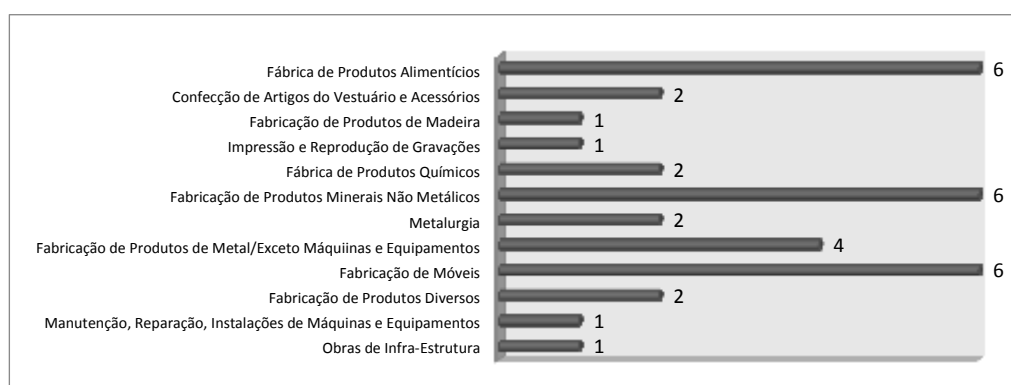 Fábrica de Produtos Alimentícios 6
Confecção de Artigos do Vestuário e Acessórios 2
Fabricação de Produtos de Madeira 1
Impressão e Reprodução de Gravações 1
Fábrica de Produtos Químicos 2
Fabricação de Produtos Minerais Não Metálicos 6
Metalurgia 2
Fabricação de Produtos de Metal/Exceto Máquiinas e Equipamentos 4
Fabricação de Móveis 6
Fabricação de Produtos Diversos 2
Manutenção, Reparação, Instalações de Máquinas e Equipamentos 1
Obras de Infra-Estrutura 1